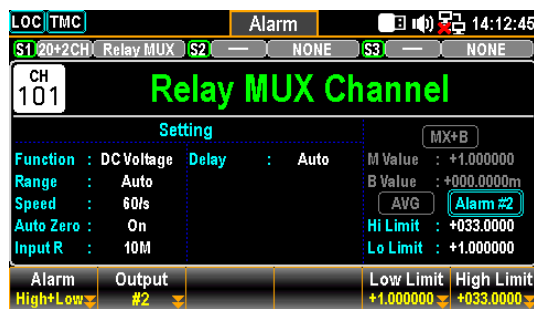 LOC TMC Alarm 14:12:45
S1 20+2CH Relay MUX S2 — NONE S3 — NONE
CH
101
Relay MUX Channel
Setting
MX+B
Function : DC Voltage Delay : Auto M Value : +1.000000
Range : Auto B Value : +000.0000m
Speed : 60/s AVG Alarm #2
Auto Zero : On Hi Limit : +033.0000
Input R : 10M Lo Limit : +1.000000
Alarm Output Low Limit High Limit
High+Low #2 +1.000000 +033.0000